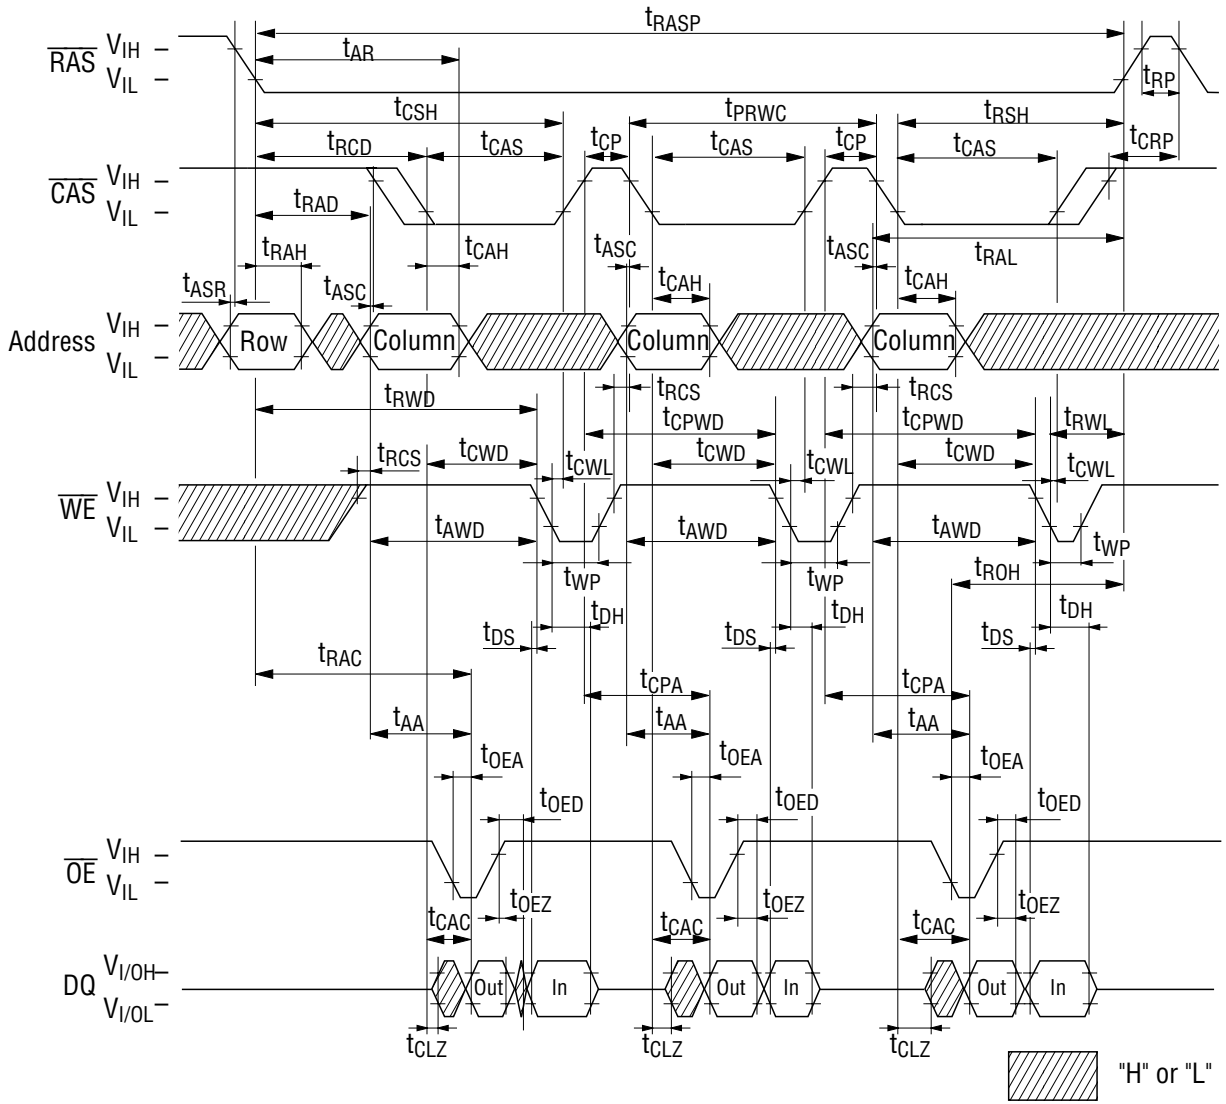 tRASP
RAS VIH
VIL
tAR
tRP
tCSH tPRWC tRSH
tRCD tCAS tCP tCAS tCP tCAS tCRP
CAS VIH
VIL
tRAD
tRAH tCAH tASC tASC tRAL
tASR tASC tCAH tCAH
Address VIH
VIL
Row Column Column Column
tRCS tRCS
tRWD tCPWD tCPWD tRWL
tRCS tCWD tCWL tCWD tCWL tCWD tCWL
WE VIH
VIL
tAWD tAWD tAWD
tWP tWP tWP
tROH
tDH tDH tDH
tDS tDS tDS
tRAC tCPA tCPA
tAA tAA tAA
tOEA tOEA tOEA
tOED tOED tOED
OE VIH
VIL
tCAC tOEZ tCAC tOEZ tCAC tOEZ
DQ VI/OH
VI/OL
Out In Out In Out In
tCLZ tCLZ tCLZ
"H" or "L"